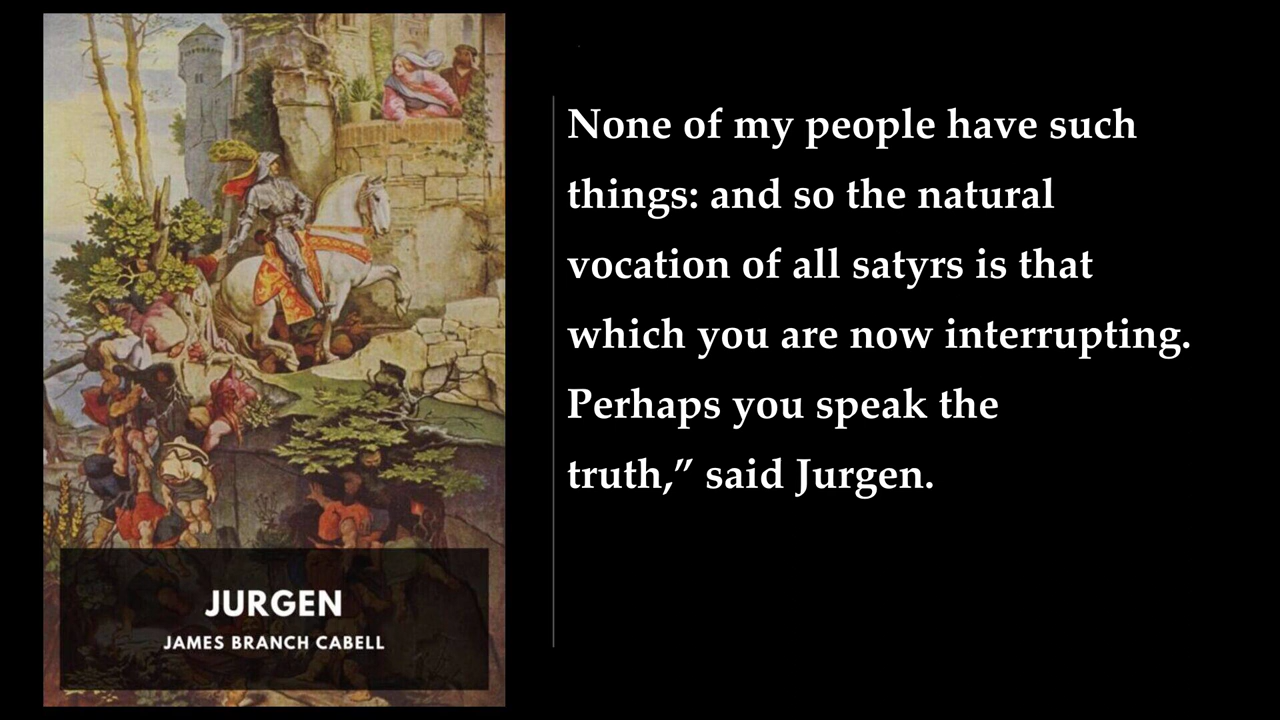 JURGEN
JAMES BRANCH CABELL
None of my people have such
things: and so the natural
vocation of all satyrs is that
which you are now interrupting.
Perhaps you speak the
truth,” said Jurgen.